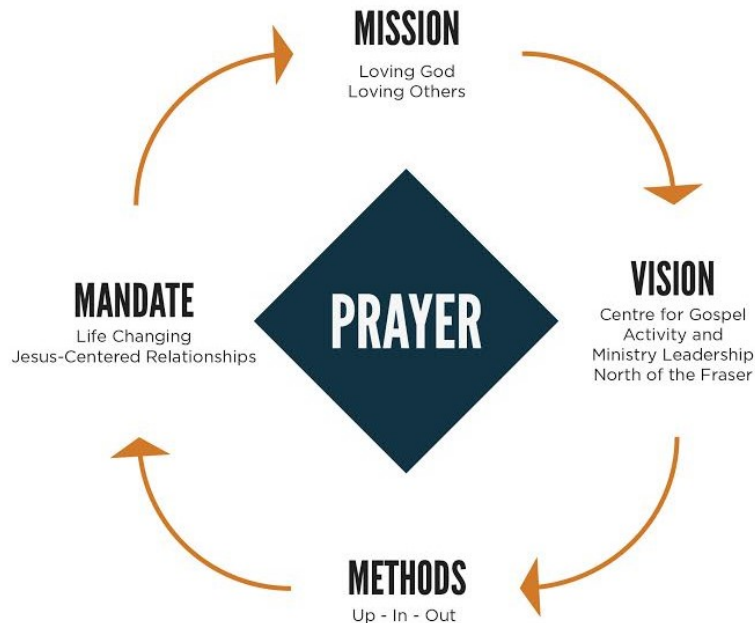 MISSION
Loving God
Loving Others
MANDATE
Life Changing
Jesus-Centered Relationships
PRAYER
VISION
Centre for Gospel
Activity and
Ministry Leadership
North of the Fraser
METHODS
Up - In - Out